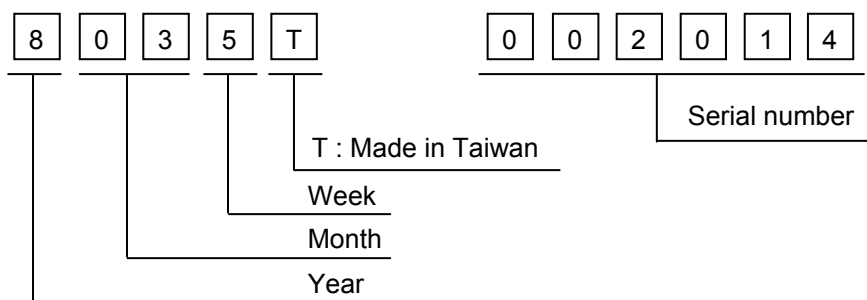 8 0 3 5 T 0 0 2 0 1 4
Serial number
T : Made in Taiwan
Week
Month
Year